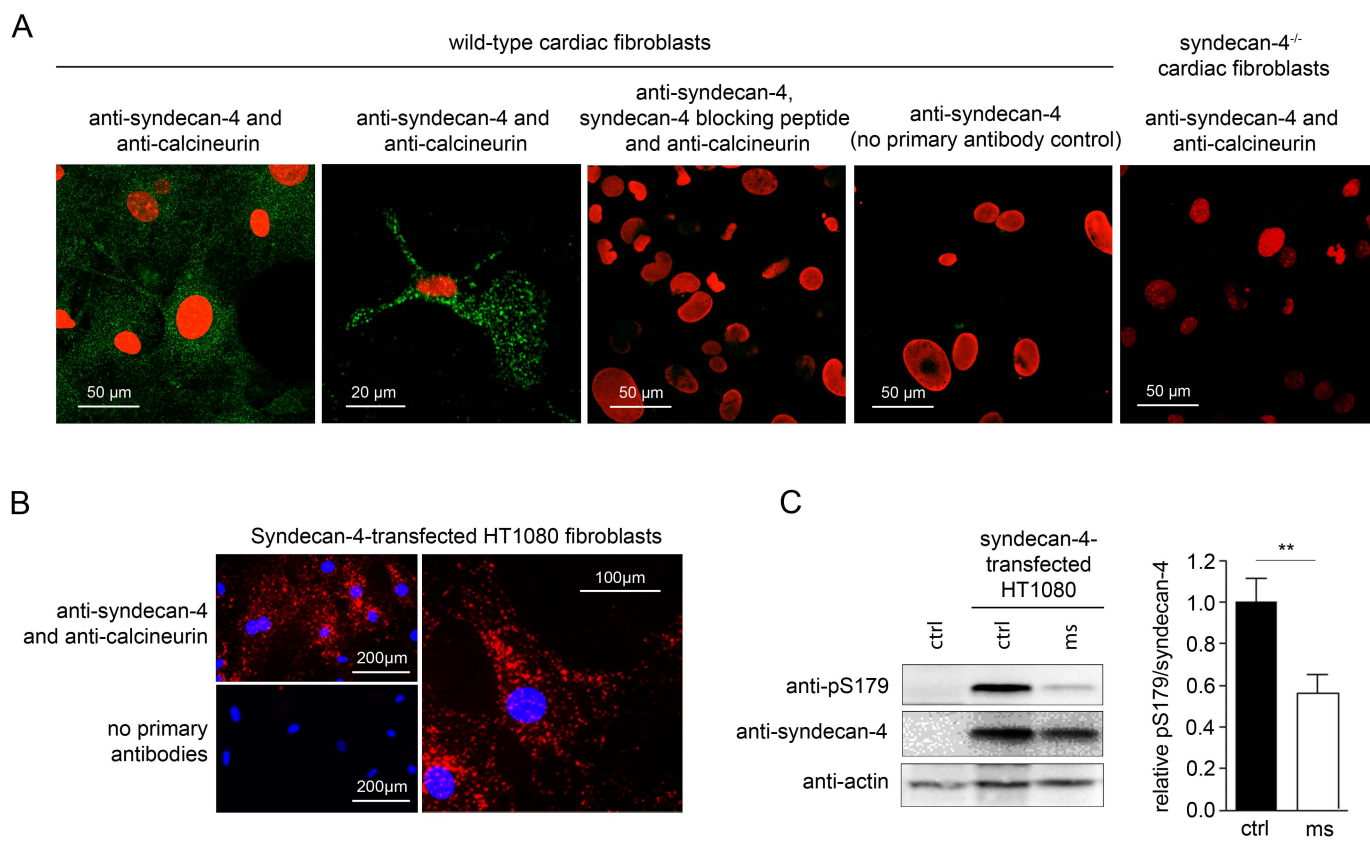 A
wild-type cardiac fibroblasts
syndecan-4-/-
cardiac fibroblasts
anti-syndecan-4 and
anti-calcineurin
anti-syndecan-4 and
anti-calcineurin
anti-syndecan-4,
syndecan-4 blocking peptide
and anti-calcineurin
anti-syndecan-4
(no primary antibody control)
anti-syndecan-4 and
anti-calcineurin
50 μm
20 μm
50 μm
50 μm
50 μm
B
Syndecan-4-transfected HT1080 fibroblasts
anti-syndecan-4
and anti-calcineurin
200μm
100μm
no primary
antibodies
200μm
C
syndecan-4-
transfected
HT1080
ctrl
ctrl
ms
anti-pS179
anti-syndecan-4
anti-actin
relative pS179/syndecan-4
1.2
1.0
0.8
0.6
0.4
0.2
0.0
**
ctrl
ms